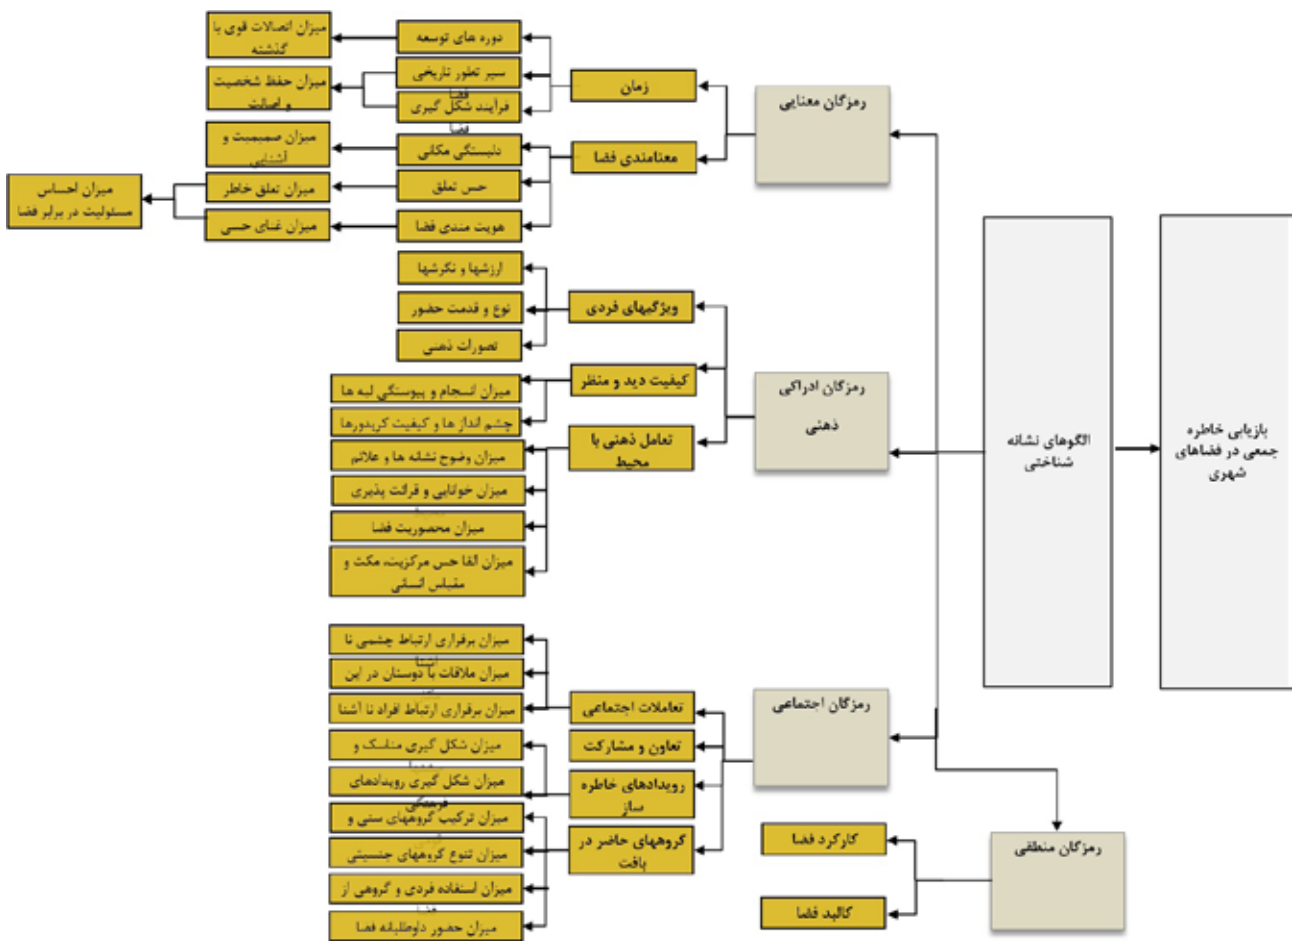 بازیابی خاطره
جمعی در فضاهای
شهری
الگوهای نشانه
شناختی
رمزگان معنایی
زمان
دوره های توسعه
میزان اتصالات قوی با
گذشته
سیر تطور تاریخی
فضا
فرآیند شکل گیری
فضا
میزان حفظ شخصیت
و اصالت
معنامندی فضا
دلبستگی مکانی
میزان صمیمیت و
آشنایی
حس تعلق
میزان تعلق خاطر
هویت مندی فضا
میزان غنای حسی
میزان احساس
مسئولیت در برابر فضا
رمزگان ادراکی
ذهنی
ویژگیهای فردی
ارزشها و نگرشها
نوع و قدمت حضور
تصورات ذهنی
کیفیت دید و منظر
میزان انسجام و پیوستگی لبه ها
چشم انداز ها و کیفیت کریدورها
تعامل ذهنی با
محیط
میزان وضوح نشانه ها و علائم
میزان خوانایی و قرائت پذیری
میزان محصوریت فضا
میزان القا حس مرکزیت، مکث و
مقیاس انسانی
رمزگان اجتماعی
تعاملات اجتماعی
میزان برقراری ارتباط چشمی نا
اشنا
میزان ملاقات با دوستان در این
میزان برقراری ارتباط افراد نا آشنا
تعاون و مشارکت
رویدادهای خاطره
ساز
میزان شکل گیری مناسک و
میزان شکل گیری رویدادهای
فرهنگی
گروههای حاضر در
بافت
میزان ترکیب گروههای سنی و
میزان تنوع گروههای جنسیتی
میزان استفاده فردی و گروهی از
فضا
میزان حضور داوطلبانه فضا
رمزگان منطقی
کارکرد فضا
کالبد فضا